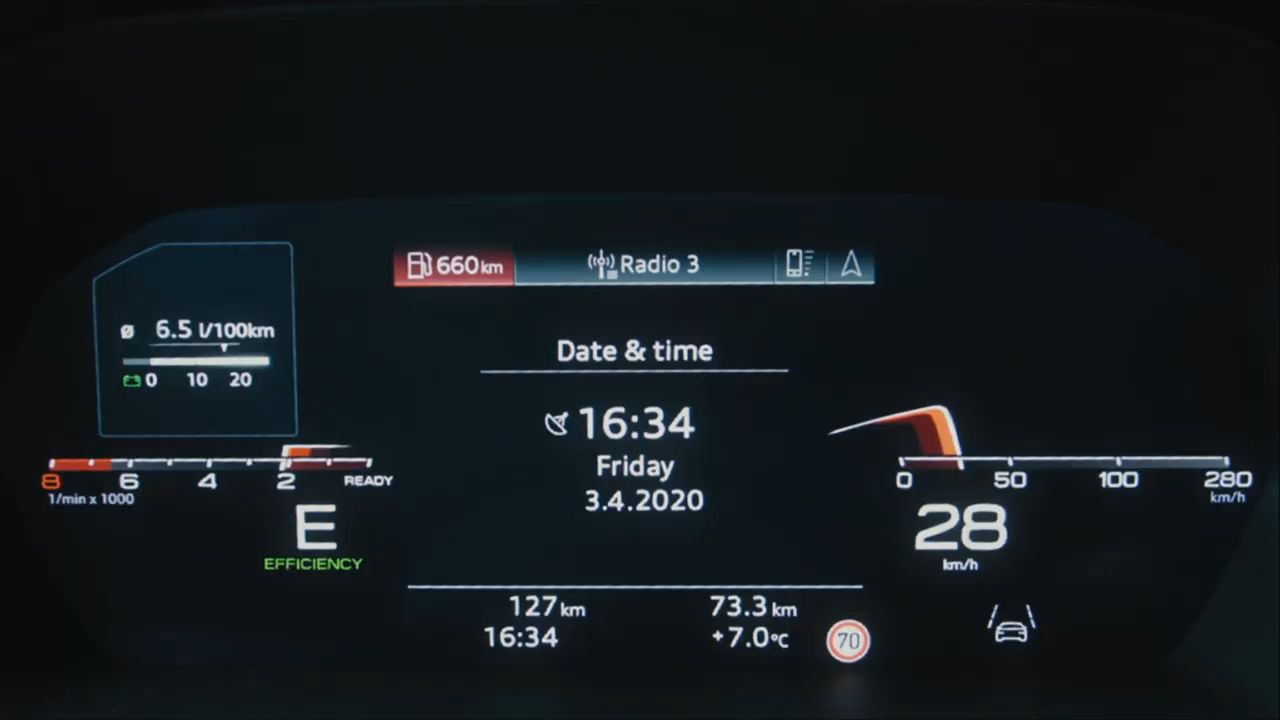 660 km
Radio 3
ø 6.5 l/100km
0 10 20
Date & time
16:34
Friday
3.4.2020
8 6 4 2 READY
1/min x 1000
E
EFFICIENCY
0 50 100 280
km/h
28
km/h
127 km 73.3 km
16:34 +7.0°C
70